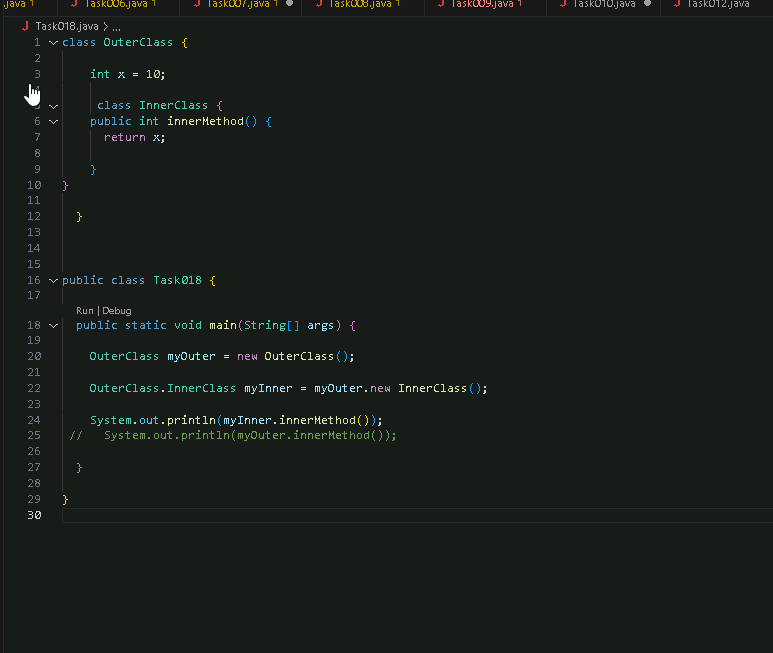 .java 1 Task006.java 1 Task007.java 1 Task008.java 1 Task009.java 1 Task010.java Task012.java
Task018.java > ...
1 class OuterClass {
2
3 int x = 10;
5 class InnerClass {
6 public int innerMethod() {
7 return x;
8
9 }
10 }
11
12 }
13
14
15
16 public class Task018 {
17
Run | Debug
18 public static void main(String[] args) {
19
20 OuterClass myOuter = new OuterClass();
21
22 OuterClass.InnerClass myInner = myOuter.new InnerClass();
23
24 System.out.println(myInner.innerMethod());
25 // System.out.println(myOuter.innerMethod());
26
27 }
28
29 }
30